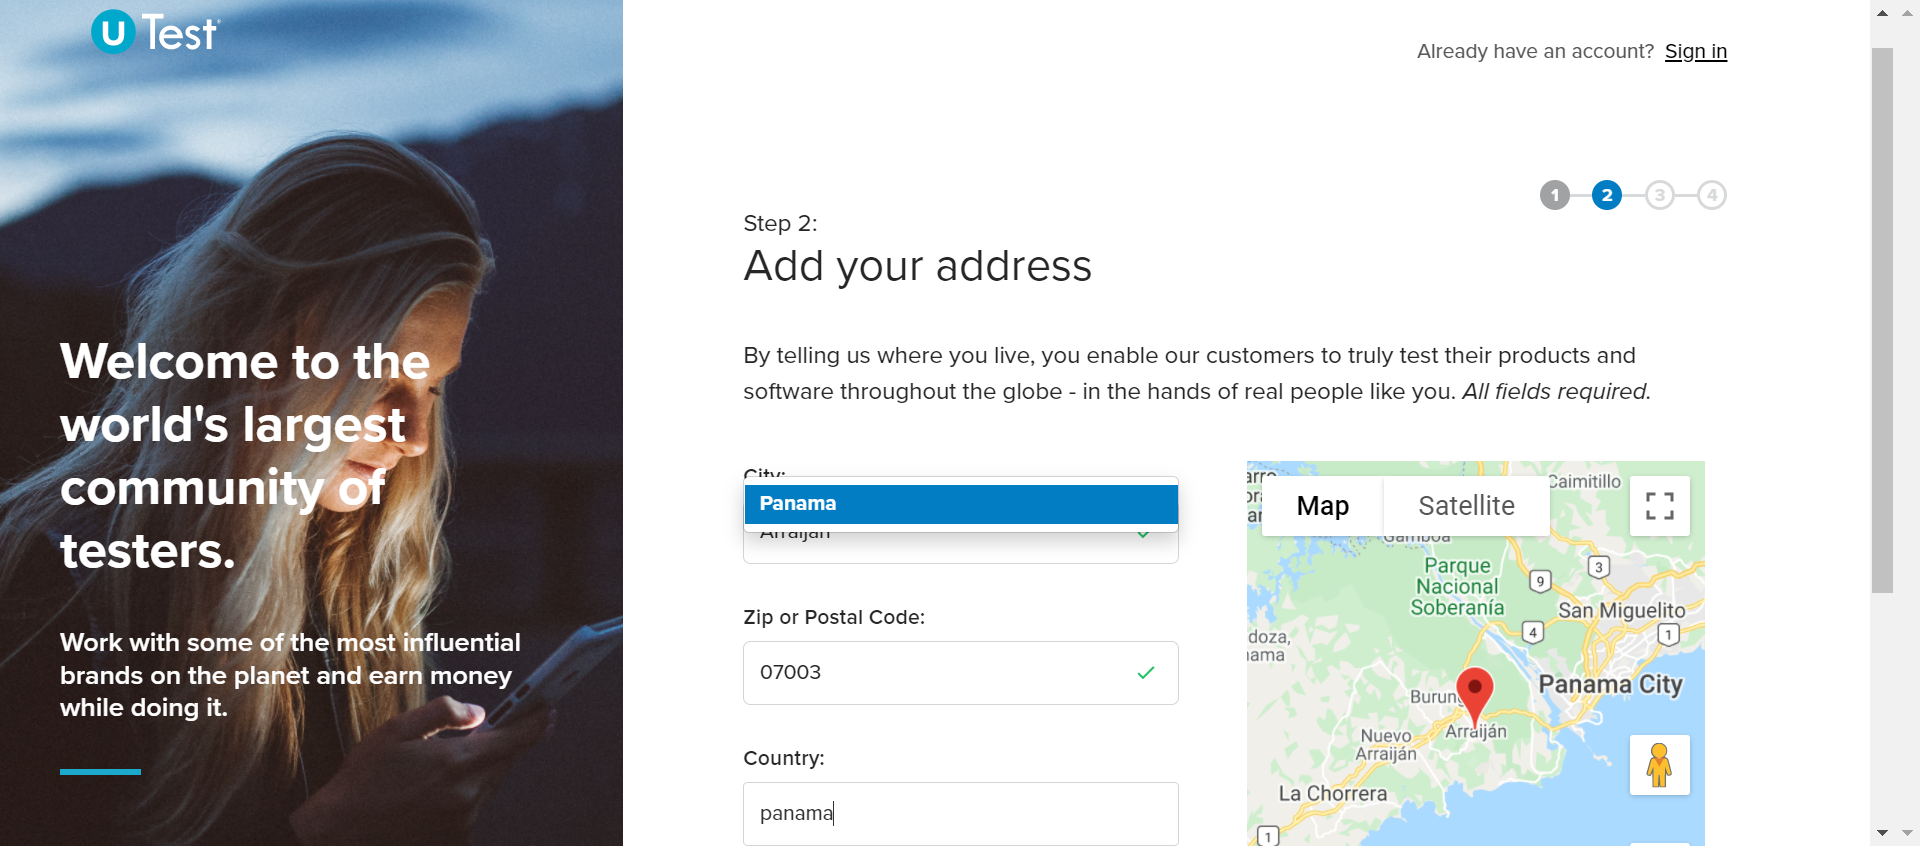 U Test
Already have an account? Sign in
1 2 3 4
Step 2:
Add your address
Welcome to the
world's largest
community of
testers.
Work with some of the most influential
brands on the planet and earn money
while doing it.
By telling us where you live, you enable our customers to truly test their products and
software throughout the globe - in the hands of real people like you. All fields required.
City:
Panama
Arraijan
Zip or Postal Code:
07003
Country:
panama
Map
Satellite
Caimitillo
Gamboa
Parque
Nacional
Soberanía
9
3
San Miguelito
4
1
Panama City
Arraiján
Nuevo
Arraiján
La Chorrera
1